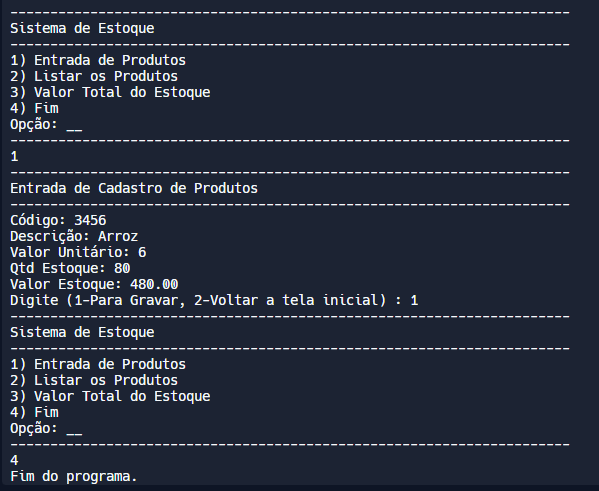 ----------------------------------------------------------------------
Sistema de Estoque
----------------------------------------------------------------------
1) Entrada de Produtos
2) Listar os Produtos
3) Valor Total do Estoque
4) Fim
Opção: __
----------------------------------------------------------------------
1
----------------------------------------------------------------------
Entrada de Cadastro de Produtos
----------------------------------------------------------------------
Código: 3456
Descrição: Arroz
Valor Unitário: 6
Qtd Estoque: 80
Valor Estoque: 480.00
Digite (1-Para Gravar, 2-Voltar a tela inicial) : 1
----------------------------------------------------------------------
Sistema de Estoque
----------------------------------------------------------------------
1) Entrada de Produtos
2) Listar os Produtos
3) Valor Total do Estoque
4) Fim
Opção: __
----------------------------------------------------------------------
4
Fim do programa.